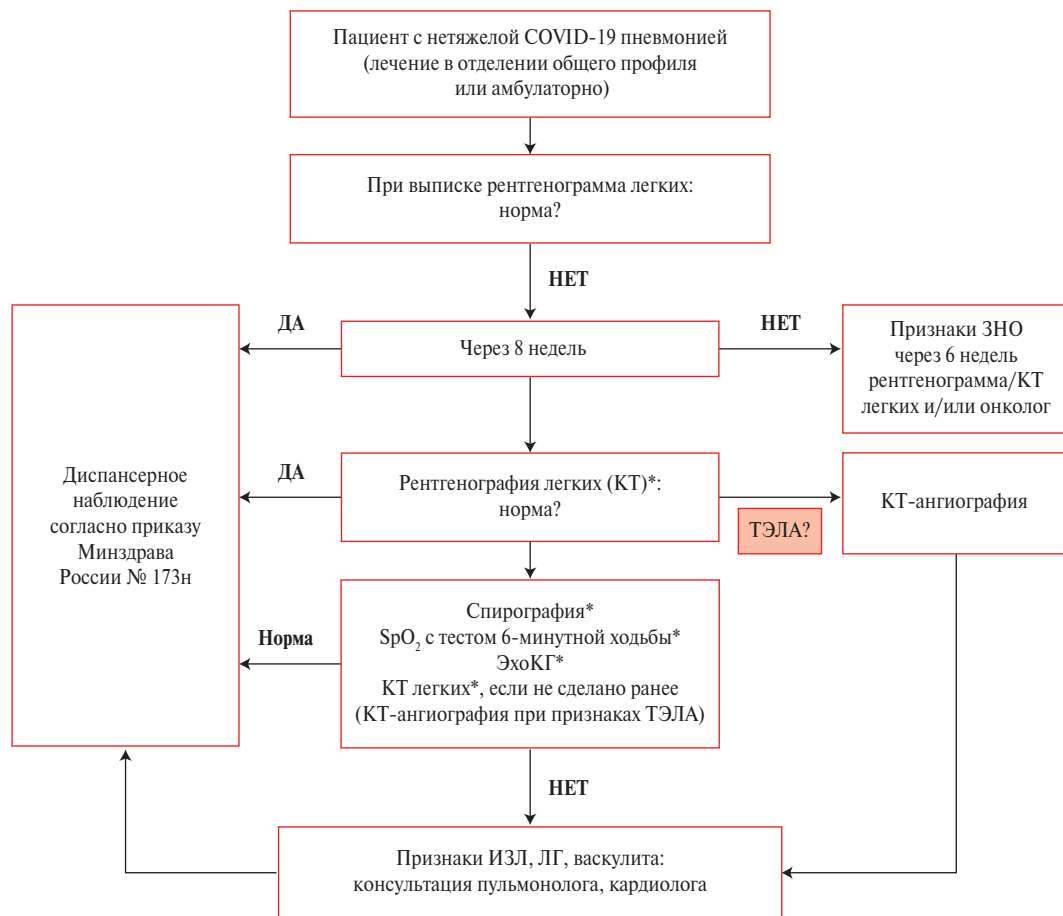 Пациент с нетяжелой COVID-19 пневмонией
(лечение в отделении общего профиля
или амбулаторно)
При выписке рентгенограмма легких:
норма?
НЕТ
ДА
Через 8 недель
НЕТ
Признаки ЗНО
через 6 недель
рентгенограмма/КТ
легких и/или онколог
Диспансерное
наблюдение
согласно приказу
Минздрава
России № 173н
ДА
Рентгенография легких (КТ)*:
норма?
ТЭЛА?
КТ-ангиография
Норма
Спирография*
SpO₂ с тестом 6-минутной ходьбы*
ЭхоКГ*
КТ легких*, если не сделано ранее
(КТ-ангиография при признаках ТЭЛА)
НЕТ
Признаки ИЗЛ, ЛГ, васкулита:
консультация пульмонолога, кардиолога